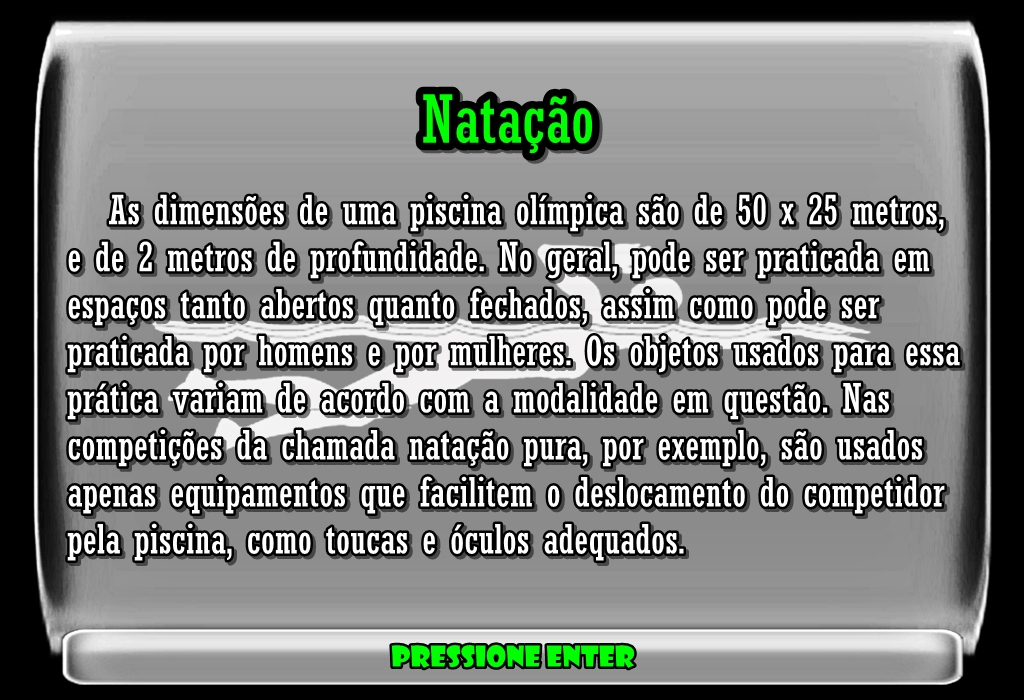 Natação
As dimensões de uma piscina olímpica são de 50 x 25 metros,
e de 2 metros de profundidade. No geral, pode ser praticada em
espaços tanto abertos quanto fechados, assim como pode ser
praticada por homens e por mulheres. Os objetos usados para essa
prática variam de acordo com a modalidade em questão. Nas
competições da chamada natação pura, por exemplo, são usados
apenas equipamentos que facilitem o deslocamento do competidor
pela piscina, como toucas e óculos adequados.
PRESSIONE ENTER